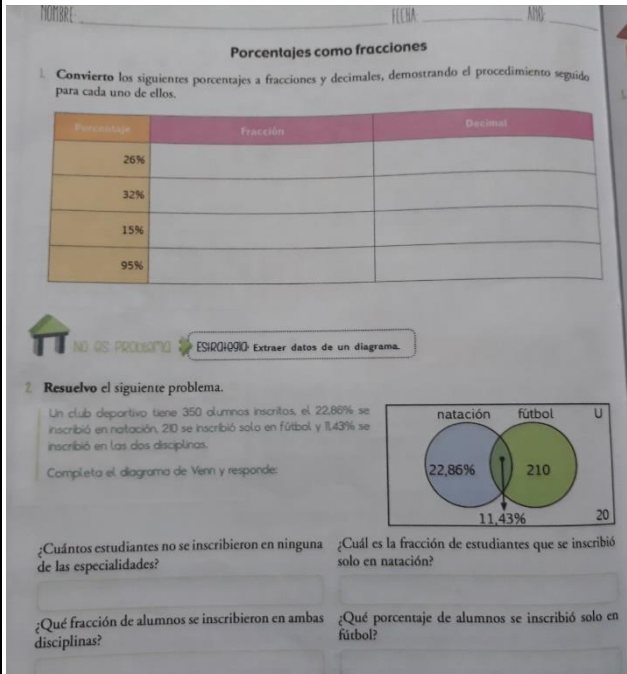 NOMBRE: FECHA: AÑO:
Porcentajes como fracciones
1. Convierto los siguientes porcentajes a fracciones y decimales, demostrando el procedimiento seguido
para cada uno de ellos.
Porcentaje Fracción Decimal
26%
32%
15%
95%
NO ES PROBLEMA ESTRATEGIA: Extraer datos de un diagrama.
2. Resuelvo el siguiente problema.
Un club deportivo tiene 350 alumnos inscritos, el 22,86% se
inscribió en natación, 210 se inscribió solo en fútbol y 11,43% se
inscribió en las dos disciplinas.
Completa el diagrama de Venn y responde:
natación fútbol U
22,86% 210
11,43% 20
¿Cuántos estudiantes no se inscribieron en ninguna
de las especialidades?
¿Cuál es la fracción de estudiantes que se inscribió
solo en natación?
¿Qué fracción de alumnos se inscribieron en ambas
disciplinas?
¿Qué porcentaje de alumnos se inscribió solo en
fútbol?